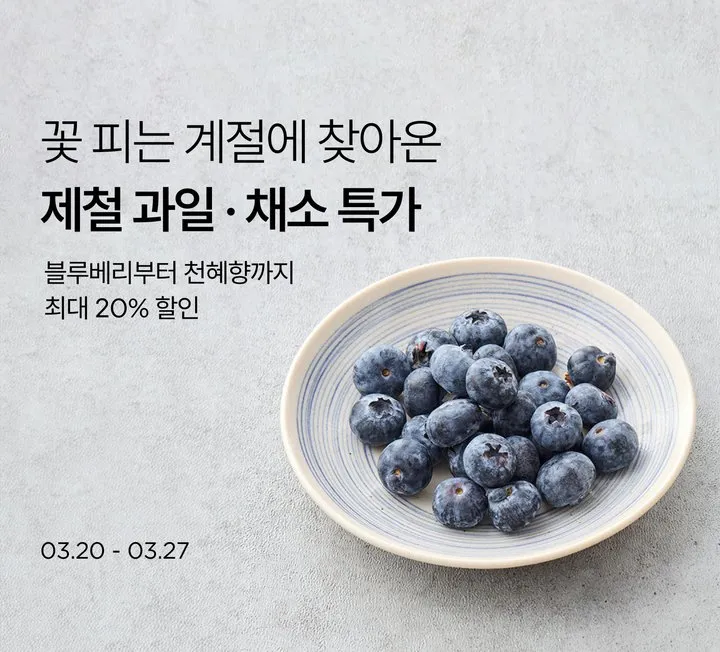 꽃 피는 계절에 찾아온
제철 과일 · 채소 특가
블루베리부터 천혜향까지
최대 20% 할인
03.20 - 03.27